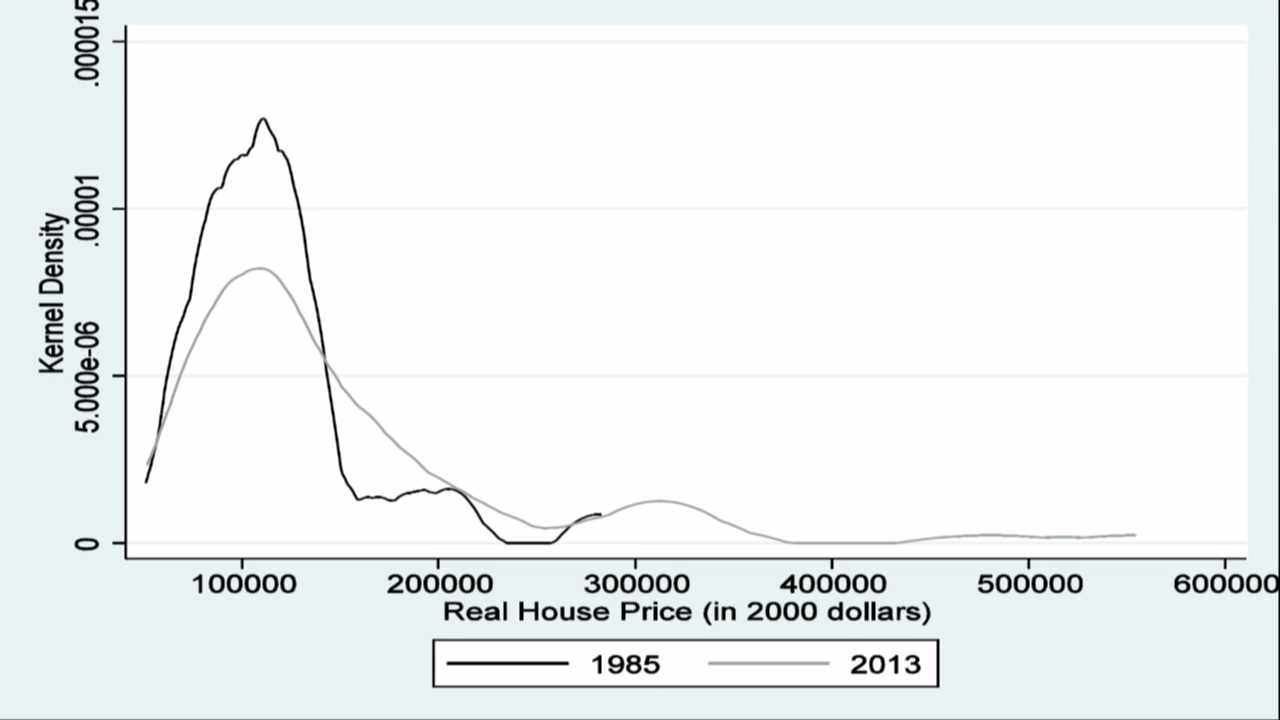 Kernel Density
.000015
.00001
5.000e-06
0
100000 200000 300000 400000 500000 600000
Real House Price (in 2000 dollars)
1985 2013